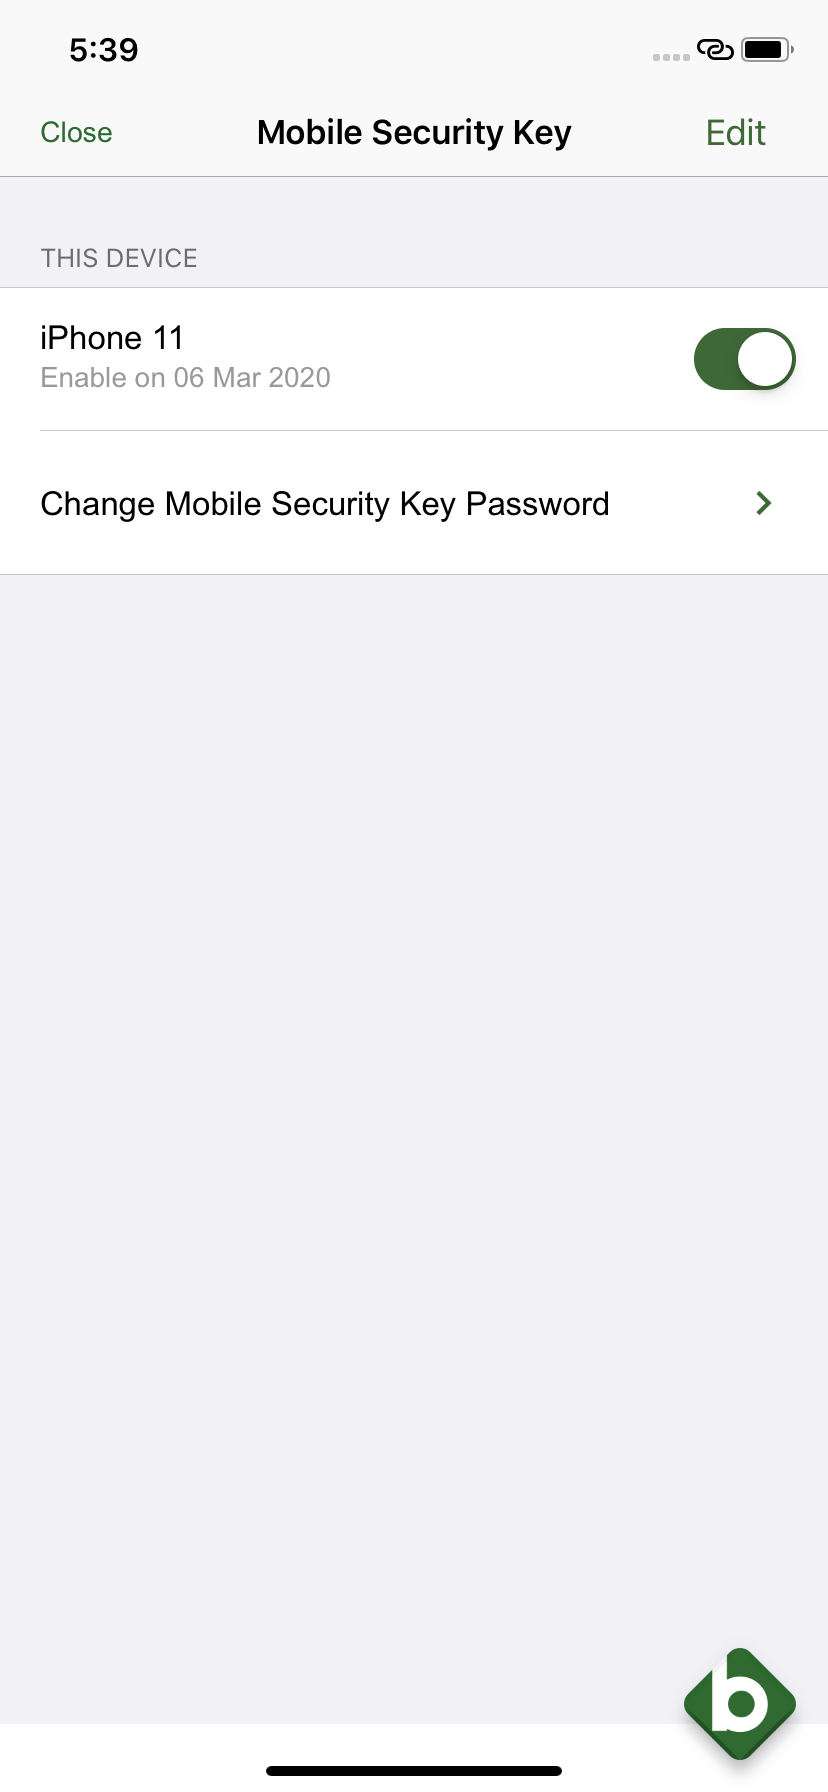 5:39
Close Mobile Security Key Edit
THIS DEVICE
iPhone 11
Enable on 06 Mar 2020
Change Mobile Security Key Password
b